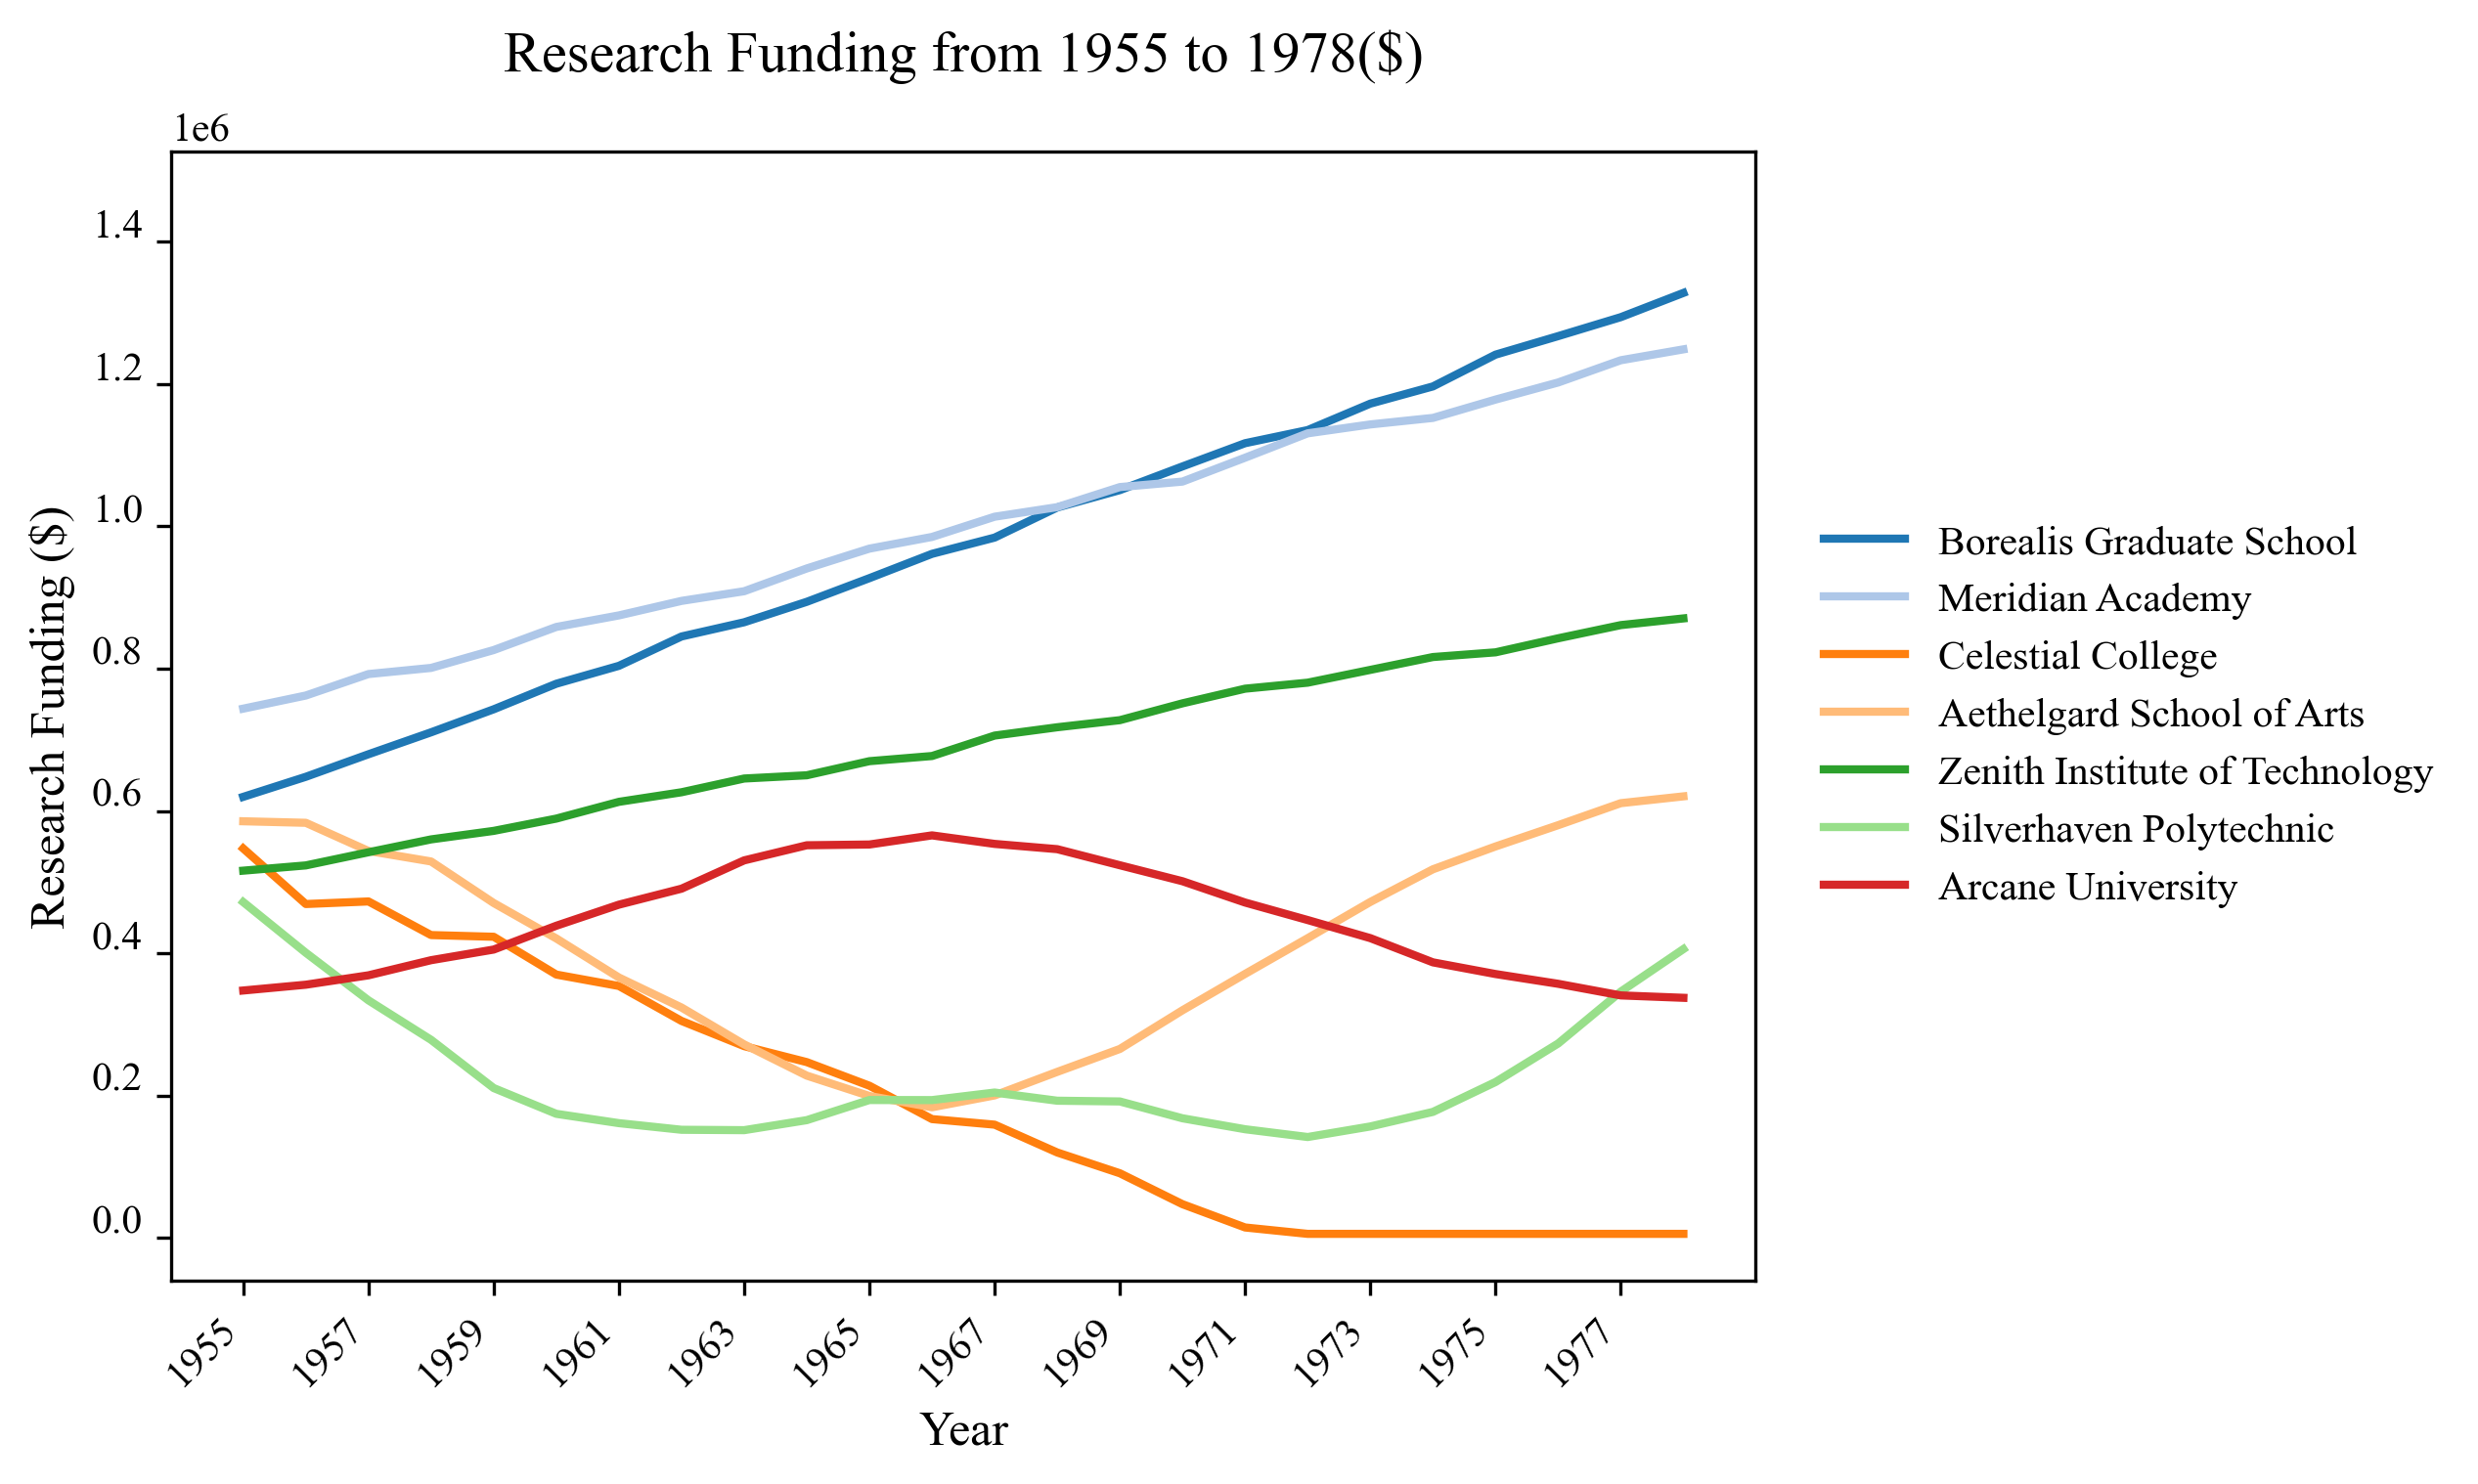 Research Funding from 1955 to 1978($)
1e6
1.4
1.2
1.0
0.8
0.6
0.4
0.2
0.0
Research Funding ($)
1955
1957
1959
1961
1963
1965
1967
1969
1971
1973
1975
1977
Year
Borealis Graduate School
Meridian Academy
Celestial College
Aethelgard School of Arts
Zenith Institute of Technology
Silverhaven Polytechnic
Arcane University